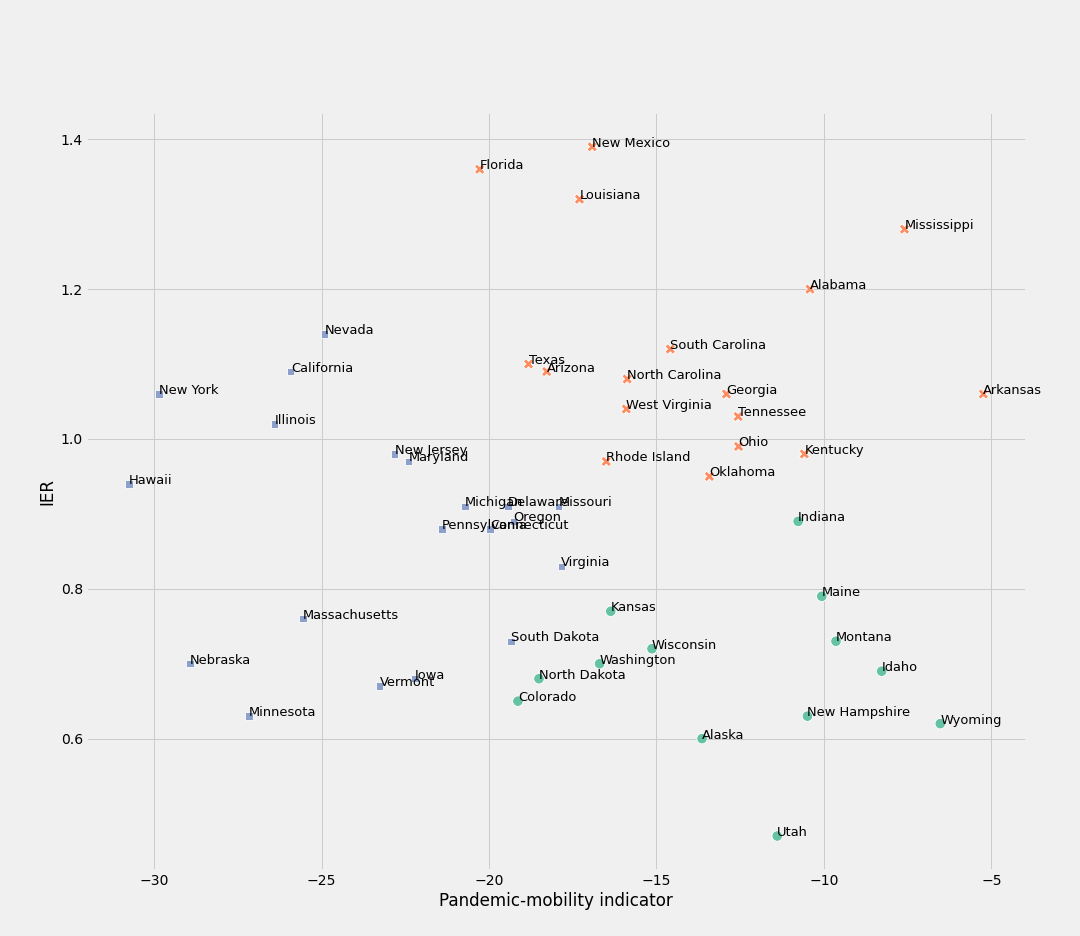 1.4
1.2
1.0
0.8
0.6
IER
New Mexico
Florida
Louisiana
Mississippi
Alabama
Nevada
South Carolina
Texas
Arizona
California
North Carolina
New York
Georgia
Arkansas
West Virginia
Tennessee
Illinois
Ohio
New Jersey
Kentucky
Maryland
Rhode Island
Oklahoma
Hawaii
Michigan
Delaware
Missouri
Oregon
Indiana
Pennsylvania
Connecticut
Virginia
Maine
Kansas
Massachusetts
South Dakota
Montana
Wisconsin
Nebraska
Washington
Idaho
Iowa
North Dakota
Vermont
Colorado
Minnesota
New Hampshire
Wyoming
Alaska
Utah
−30
−25
−20
−15
−10
−5
Pandemic-mobility indicator